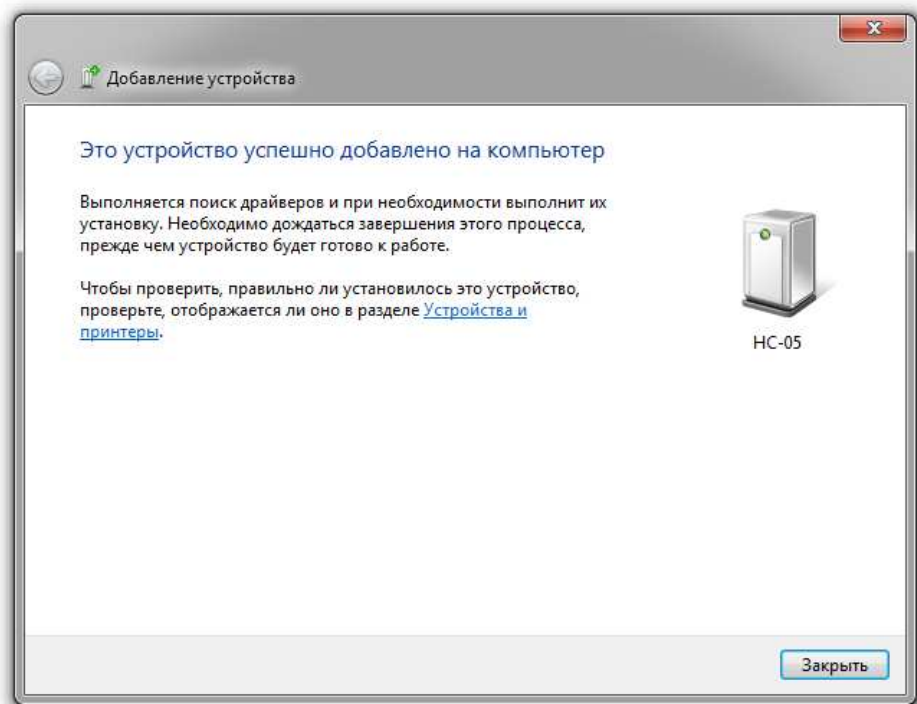 Добавление устройства
Это устройство успешно добавлено на компьютер
Выполняется поиск драйверов и при необходимости выполнит их
установку. Необходимо дождаться завершения этого процесса,
прежде чем устройство будет готово к работе.
Чтобы проверить, правильно ли установилось это устройство,
проверьте, отображается ли оно в разделе Устройства и
принтеры.
HC-05
Закрыть